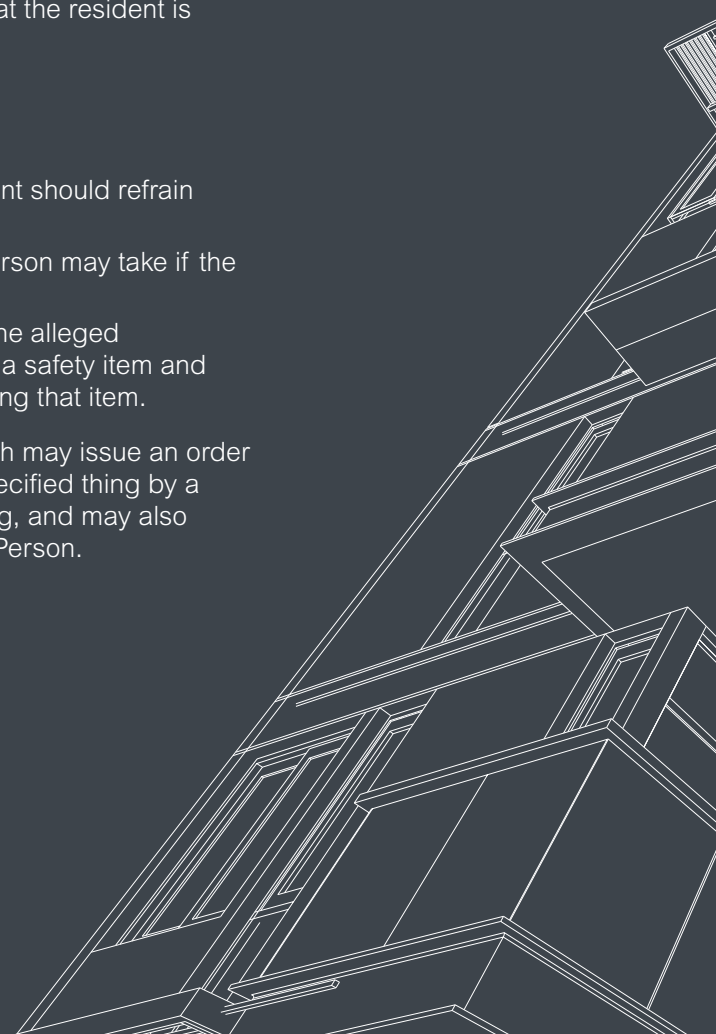 at the resident is
nt should refrain
rson may take if the
ne alleged
a safety item and
ng that item.
h may issue an order
ecified thing by a
g, and may also
Person.